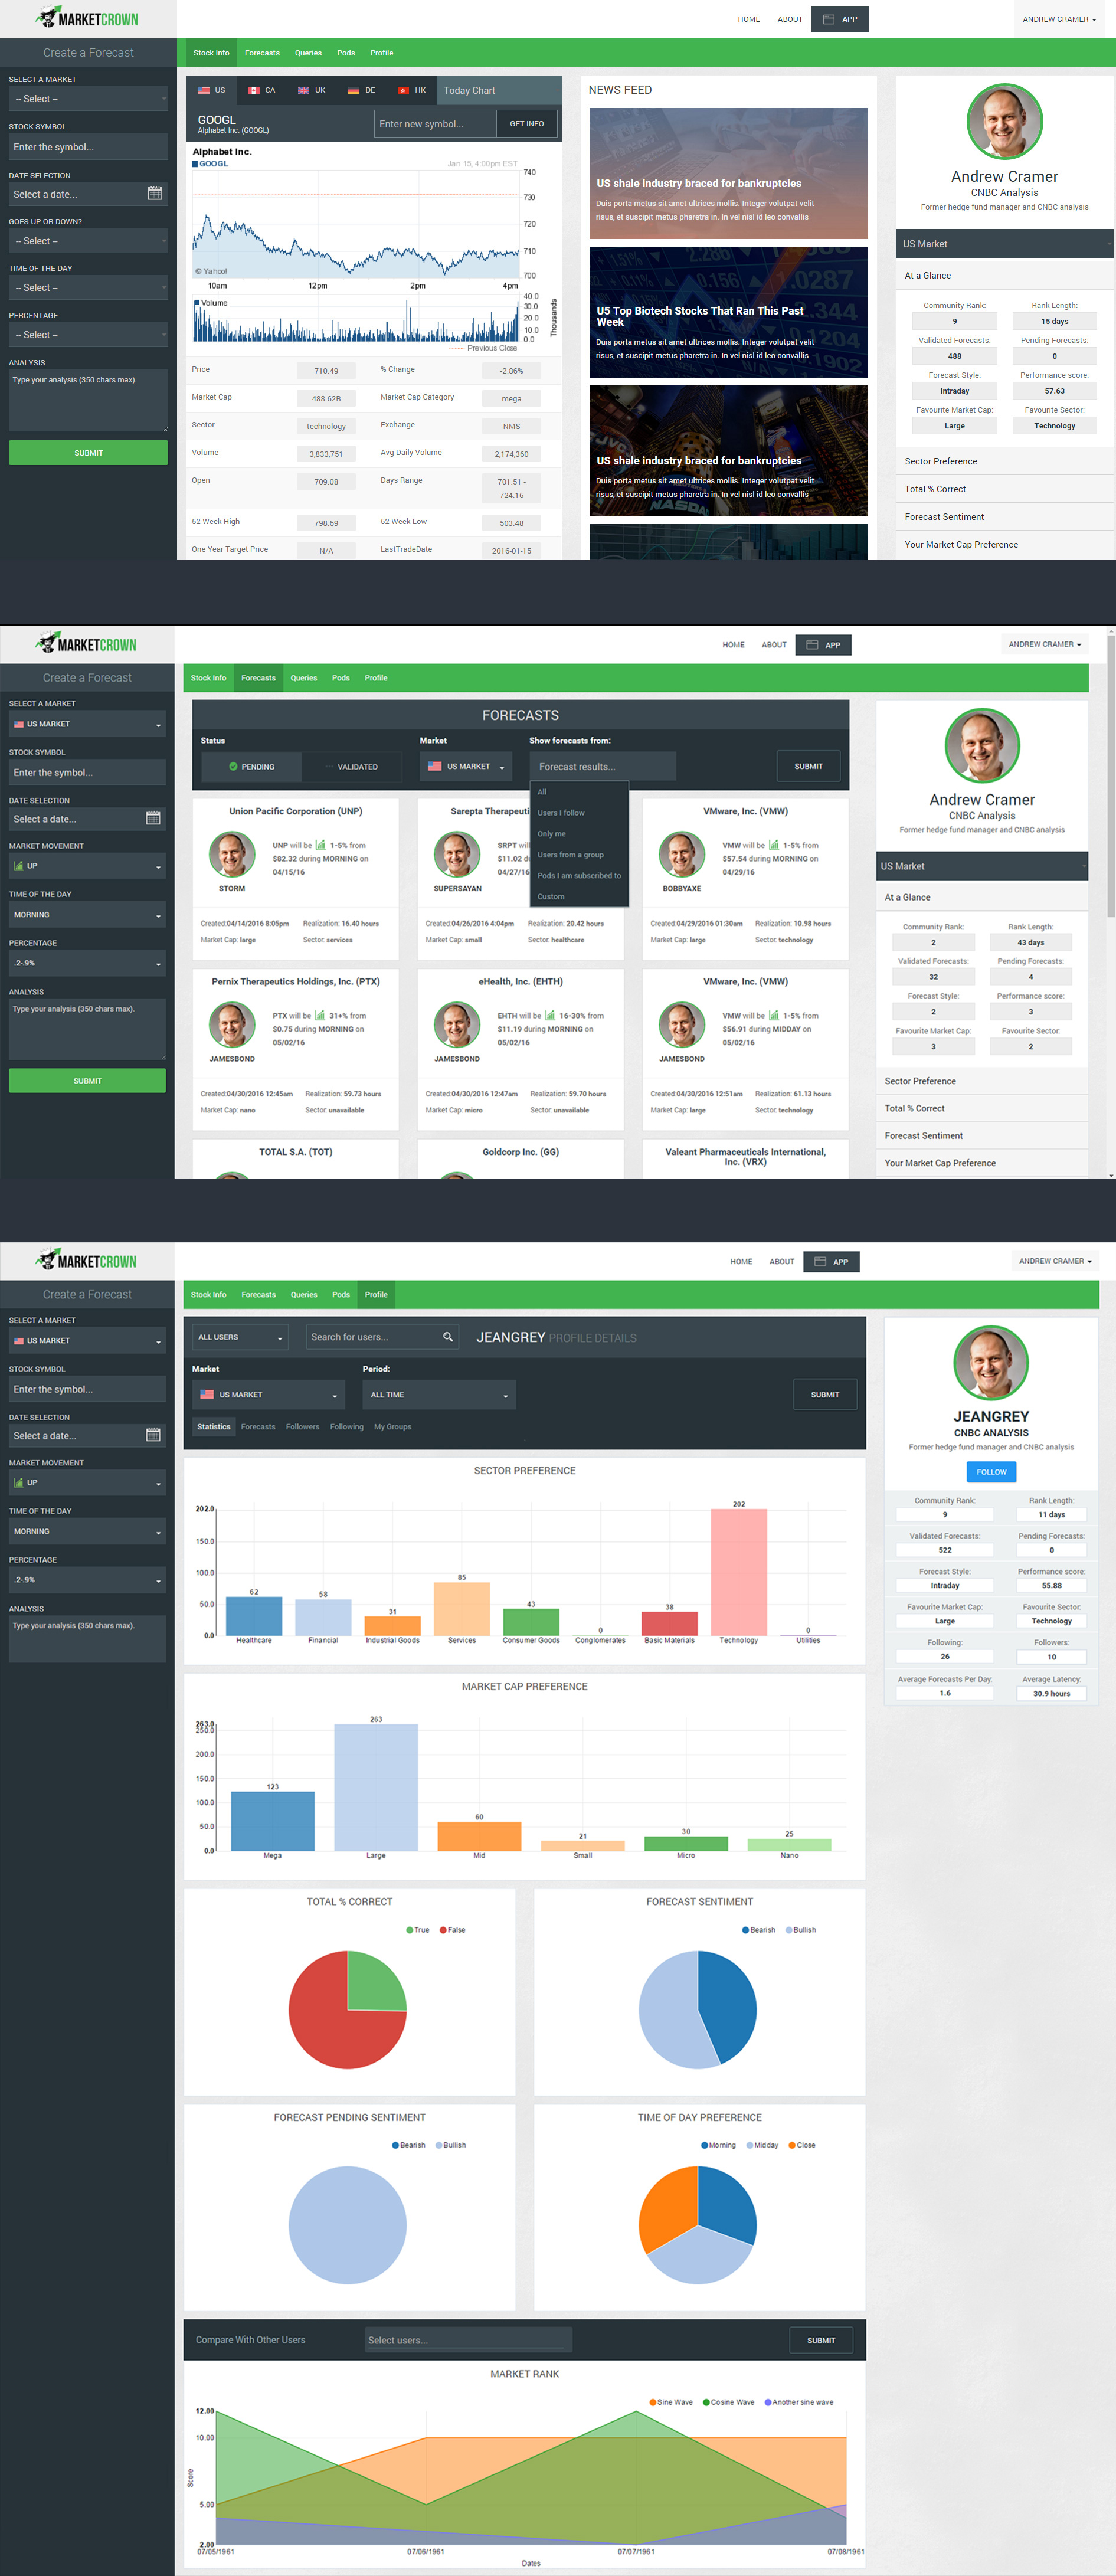 MARKETCROWN
HOME ABOUT APP
ANDREW CRAMER
Create a Forecast
SELECT A MARKET
-- Select --
STOCK SYMBOL
Enter the symbol...
DATE SELECTION
Select a date...
GOES UP OR DOWN?
-- Select --
TIME OF THE DAY
-- Select --
PERCENTAGE
-- Select --
ANALYSIS
Type your analysis (350 chars max).
SUBMIT
Stock Info Forecasts Queries Pods Profile
US CA UK DE HK Today Chart
GOOGL
Alphabet Inc. (GOOGL)
Enter new symbol... GET INFO
Alphabet Inc.
GOOGL
Jan 15, 4:00pm EST
740
730
720
710
700
© Yahoo!
10am 12pm 2pm 4pm
Volume
40.0
30.0
20.0
10.0
0.0
Thousands
Previous Close
Price 710.49 % Change -2.86%
Market Cap 488.62B Market Cap Category mega
Sector technology Exchange NMS
Volume 3,833,751 Avg Daily Volume 2,174,360
Open 709.08 Days Range 701.51 -
724.16
52 Week High 798.69 52 Week Low 503.48
One Year Target Price N/A LastTradeDate 2016-01-15
NEWS FEED
US shale industry braced for bankruptcies
Duis porta metus sit amet ultrices mollis. Integer volutpat velit
risus, et suscipit metus pharetra in. In vel nisl id leo convallis
U5 Top Biotech Stocks That Ran This Past
Week
Duis porta metus sit amet ultrices mollis. Integer volutpat velit
risus, et suscipit metus pharetra in. In vel nisl id leo convallis
US shale industry braced for bankruptcies
Duis porta metus sit amet ultrices mollis. Integer volutpat velit
risus, et suscipit metus pharetra in. In vel nisl id leo convallis
NASDAQ
Andrew Cramer
CNBC Analysis
Former hedge fund manager and CNBC analysis
US Market
At a Glance
Community Rank: Rank Length:
9 15 days
Validated Forecasts: Pending Forecasts:
488 0
Forecast Style: Performance score:
Intraday 57.63
Favourite Market Cap: Favourite Sector:
Large Technology
Sector Preference
Total % Correct
Forecast Sentiment
Your Market Cap Preference
MARKETCROWN
HOME ABOUT APP
ANDREW CRAMER
Create a Forecast
SELECT A MARKET
US MARKET
STOCK SYMBOL
Enter the symbol...
DATE SELECTION
Select a date...
MARKET MOVEMENT
UP
TIME OF THE DAY
MORNING
PERCENTAGE
.2-.9%
ANALYSIS
Type your analysis (350 chars max).
SUBMIT
Stock Info Forecasts Queries Pods Profile
FORECASTS
Status Market Show forecasts from:
PENDING VALIDATED US MARKET Forecast results... SUBMIT
All
Users I follow
Only me
Users from a group
Pods I am subscribed to
Custom
Union Pacific Corporation (UNP)
UNP will be 1-5% from
$82.32 during MORNING on
04/15/16
STORM
Created:04/14/2016 8:05pm Realization: 16.40 hours
Market Cap: large Sector: services
Sarepta Therapeuti
SRPT wil
$11.02 d
04/27/16
SUPERSAYAN
Created:04/26/2016 4:04pm Realization: 20.42 hours
Market Cap: small Sector: healthcare
VMware, Inc. (VMW)
VMW will be 1-5% from
$57.54 during MORNING on
04/29/16
BOBBYAXE
Created:04/29/2016 01:30am Realization: 10.98 hours
Market Cap: large Sector: technology
Pernix Therapeutics Holdings, Inc. (PTX)
PTX will be 31+% from
$0.75 during MORNING on
05/02/16
JAMESBOND
Created:04/30/2016 12:45am Realization: 59.73 hours
Market Cap: nano Sector: unavailable
eHealth, Inc. (EHTH)
EHTH will be 16-30% from
$11.19 during MORNING on
05/02/16
JAMESBOND
Created:04/30/2016 12:47am Realization: 59.70 hours
Market Cap: micro Sector: unavailable
VMware, Inc. (VMW)
VMW will be 1-5% from
$56.91 during MIDDAY on
05/02/16
JAMESBOND
Created:04/30/2016 12:51am Realization: 61.13 hours
Market Cap: large Sector: technology
TOTAL S.A. (TOT)
Goldcorp Inc. (GG)
Valeant Pharmaceuticals International,
Inc. (VRX)
Andrew Cramer
CNBC Analysis
Former hedge fund manager and CNBC analysis
US Market
At a Glance
Community Rank: Rank Length:
2 43 days
Validated Forecasts: Pending Forecasts:
32 4
Forecast Style: Performance score:
2 3
Favourite Market Cap: Favourite Sector:
3 2
Sector Preference
Total % Correct
Forecast Sentiment
Your Market Cap Preference
MARKETCROWN
HOME ABOUT APP
ANDREW CRAMER
Create a Forecast
SELECT A MARKET
US MARKET
STOCK SYMBOL
Enter the symbol...
DATE SELECTION
Select a date...
MARKET MOVEMENT
UP
TIME OF THE DAY
MORNING
PERCENTAGE
.2-.9%
ANALYSIS
Type your analysis (350 chars max).
Stock Info Forecasts Queries Pods Profile
ALL USERS Search for users... JEANGREY PROFILE DETAILS
Market Period:
US MARKET ALL TIME SUBMIT
Statistics Forecasts Followers Following My Groups
SECTOR PREFERENCE
202.0
150.0
100.0
50.0
0.0
62 58 31 85 43 0 38 202 0
Healthcare Financial Industrial Goods Services Consumer Goods Conglomerates Basic Materials Technology Utilities
MARKET CAP PREFERENCE
263.0
250.0
200.0
150.0
100.0
50.0
0.0
123 263 60 21 30 25
Mega Large Mid Small Micro Nano
TOTAL % CORRECT
True False
FORECAST SENTIMENT
Bearish Bullish
FORECAST PENDING SENTIMENT
Bearish Bullish
TIME OF DAY PREFERENCE
Morning Midday Close
Compare With Other Users Select users... SUBMIT
MARKET RANK
Sine Wave Cosine Wave Another sine wave
12.00
10.00
5.00
2.00
Score
07/05/1961 07/06/1961 07/07/1961 07/08/1961
Dates
JEANGREY
CNBC ANALYSIS
Former hedge fund manager and CNBC analysis
FOLLOW
Community Rank: Rank Length:
9 11 days
Validated Forecasts: Pending Forecasts:
522 0
Forecast Style: Performance score:
Intraday 55.88
Favourite Market Cap: Favourite Sector:
Large Technology
Following: Followers:
26 10
Average Forecasts Per Day: Average Latency:
1.6 30.9 hours